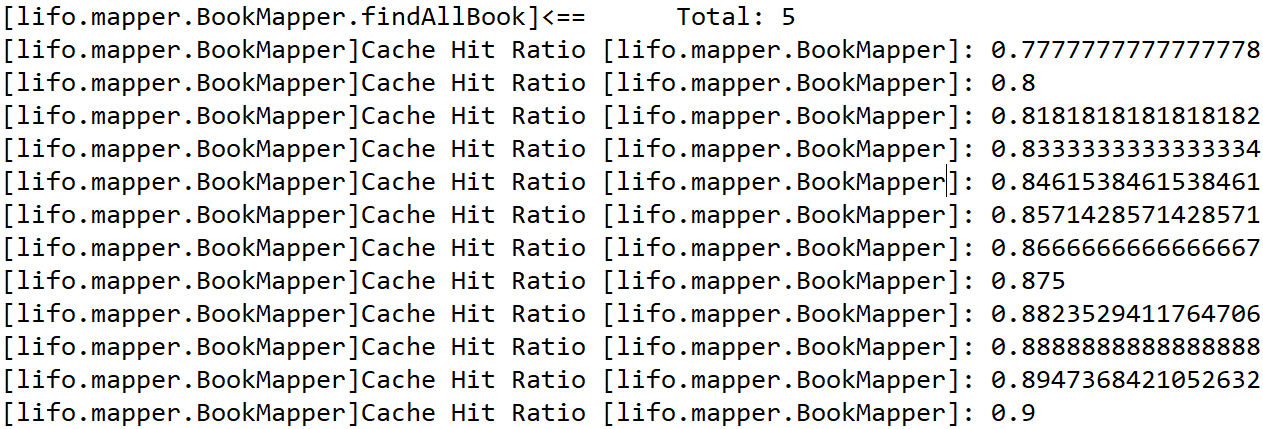 [lifo.mapper.BookMapper.findAllBook]<==      Total: 5
[lifo.mapper.BookMapper]Cache Hit Ratio [lifo.mapper.BookMapper]: 0.7777777777777778
[lifo.mapper.BookMapper]Cache Hit Ratio [lifo.mapper.BookMapper]: 0.8
[lifo.mapper.BookMapper]Cache Hit Ratio [lifo.mapper.BookMapper]: 0.8181818181818182
[lifo.mapper.BookMapper]Cache Hit Ratio [lifo.mapper.BookMapper]: 0.8333333333333334
[lifo.mapper.BookMapper]Cache Hit Ratio [lifo.mapper.BookMapper]: 0.8461538461538461
[lifo.mapper.BookMapper]Cache Hit Ratio [lifo.mapper.BookMapper]: 0.8571428571428571
[lifo.mapper.BookMapper]Cache Hit Ratio [lifo.mapper.BookMapper]: 0.8666666666666667
[lifo.mapper.BookMapper]Cache Hit Ratio [lifo.mapper.BookMapper]: 0.875
[lifo.mapper.BookMapper]Cache Hit Ratio [lifo.mapper.BookMapper]: 0.8823529411764706
[lifo.mapper.BookMapper]Cache Hit Ratio [lifo.mapper.BookMapper]: 0.8888888888888888
[lifo.mapper.BookMapper]Cache Hit Ratio [lifo.mapper.BookMapper]: 0.8947368421052632
[lifo.mapper.BookMapper]Cache Hit Ratio [lifo.mapper.BookMapper]: 0.9